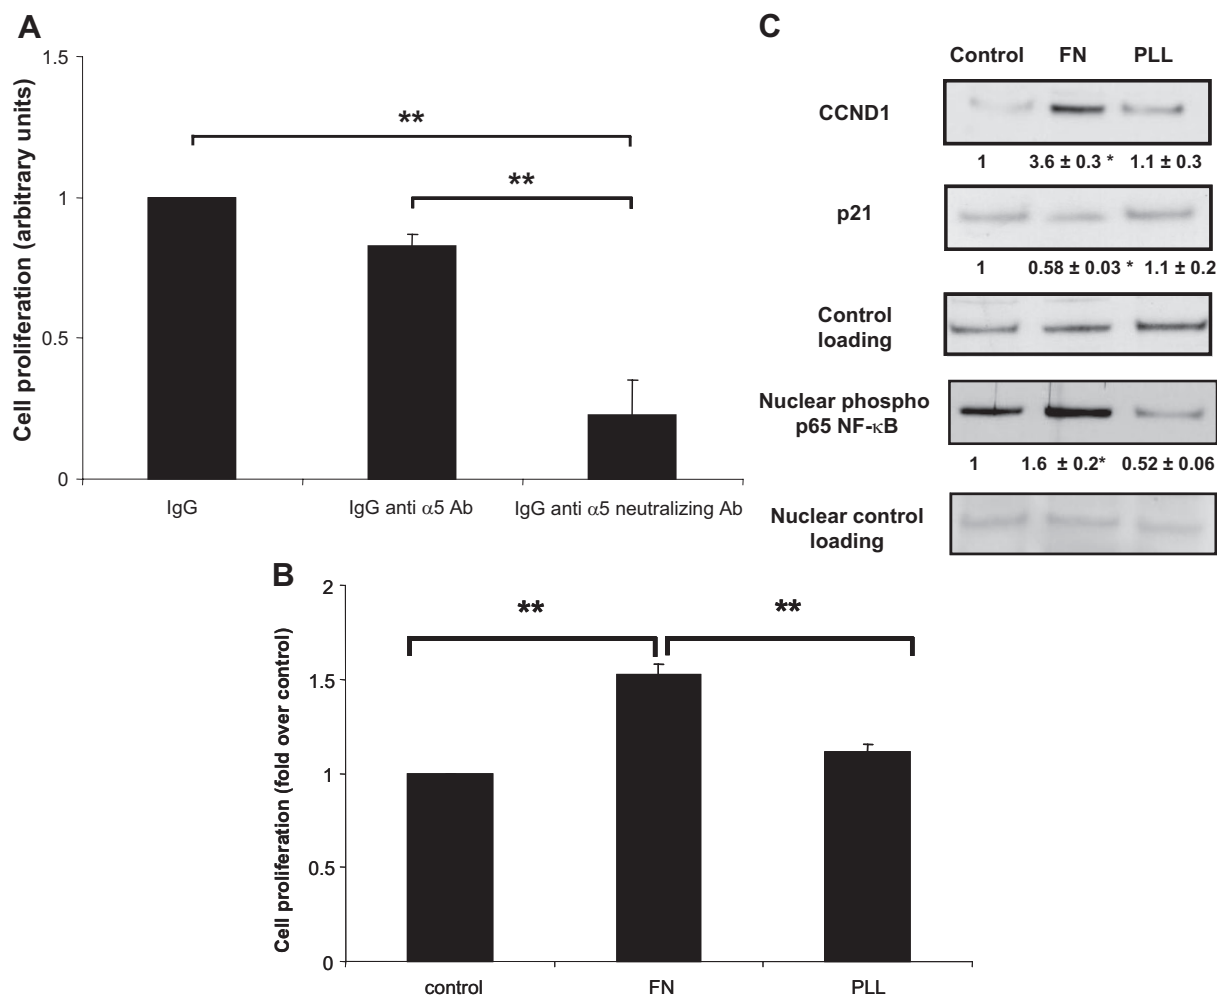 A
Cell proliferation (arbitrary units)
1.5
1
0.5
0
**
**
IgG
IgG anti α5 Ab
IgG anti α5 neutralizing Ab
B
Cell proliferation (fold over control)
2
1.5
1
0.5
0
**
**
control
FN
PLL
C
Control FN PLL
CCND1
1 3.6 ± 0.3 * 1.1 ± 0.3
p21
1 0.58 ± 0.03 * 1.1 ± 0.2
Control
loading
Nuclear phospho
p65 NF-κB
1 1.6 ± 0.2* 0.52 ± 0.06
Nuclear control
loading